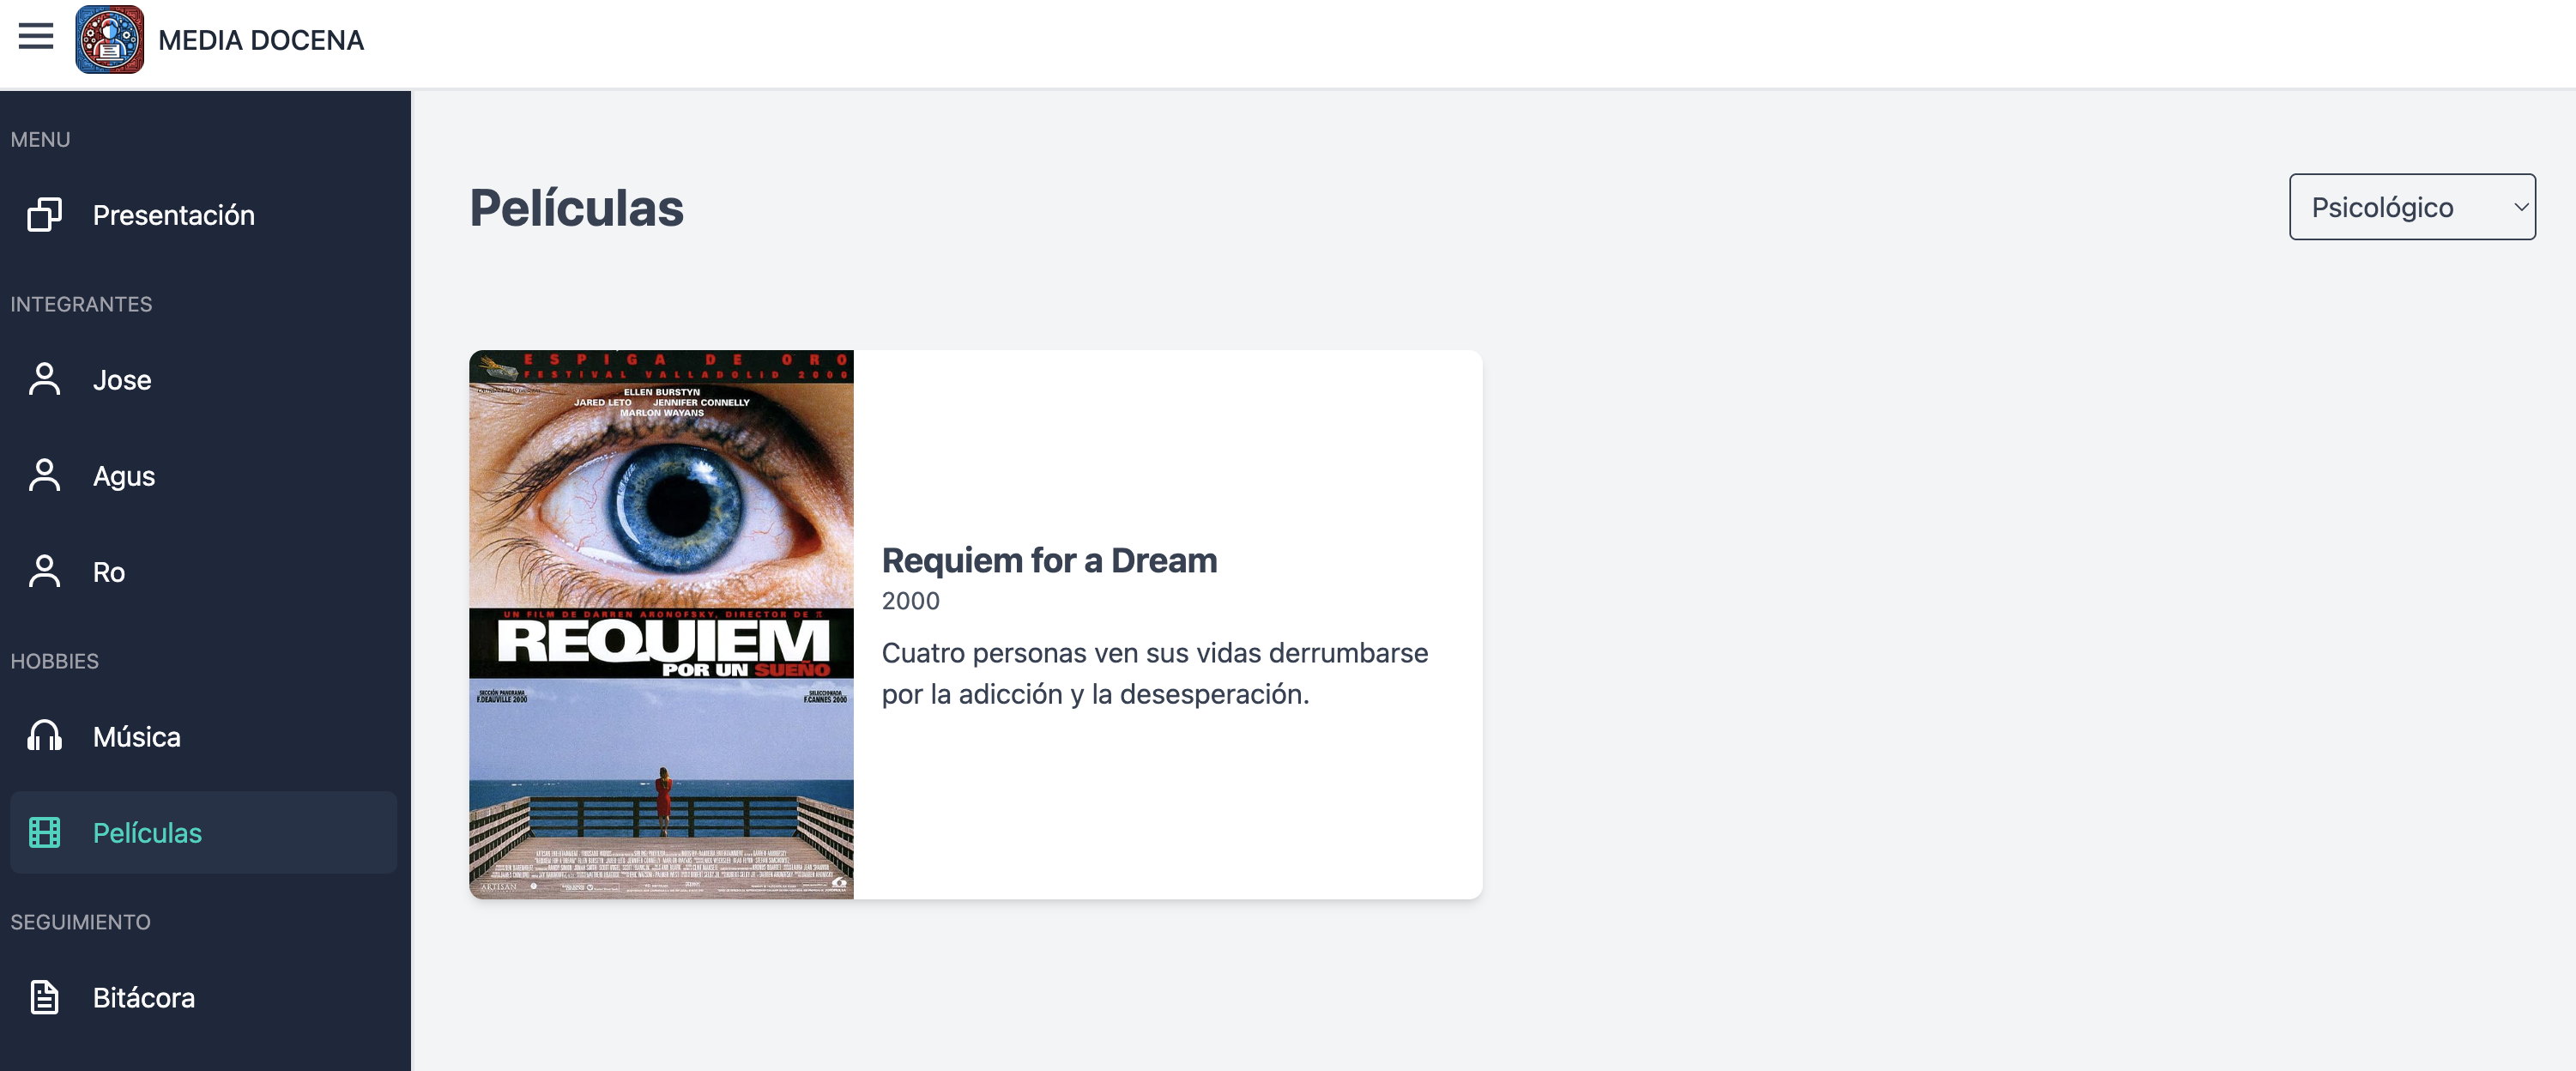 MEDIA DOCENA
MENU
Presentación
INTEGRANTES
Jose
Agus
Ro
HOBBIES
Música
Películas
SEGUIMIENTO
Bitácora
Películas
Psicológico
ESPIGA DE ORO
FESTIVAL VALLADOLID 2000
ELLEN BURSTYN
JARED LETO JENNIFER CONNELLY
MARLON WAYANS
UN FILM DE DARREN ARONOFSKY, DIRECTOR DE π
REQUIEM
POR UN SUEÑO
SECCIÓN PANORAMA
F.DEAUVILLE 2000
SELECCIONADA
F.CANNES 2000
ARTISAN
Requiem for a Dream
2000
Cuatro personas ven sus vidas derrumbarse
por la adicción y la desesperación.